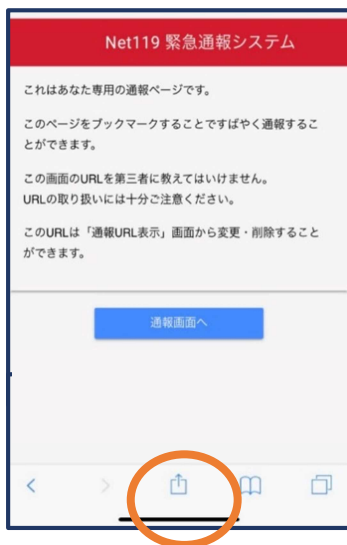 Net119 緊急通報システム
これはあなた専用の通報ページです。
このページをブックマークすることですばやく通報するこ
とができます。
この画面のURLを第三者に教えてはいけません。
URLの取り扱いには十分ご注意ください。
このURLは「通報URL表示」画面から変更・削除すること
ができます。
通報画面へ